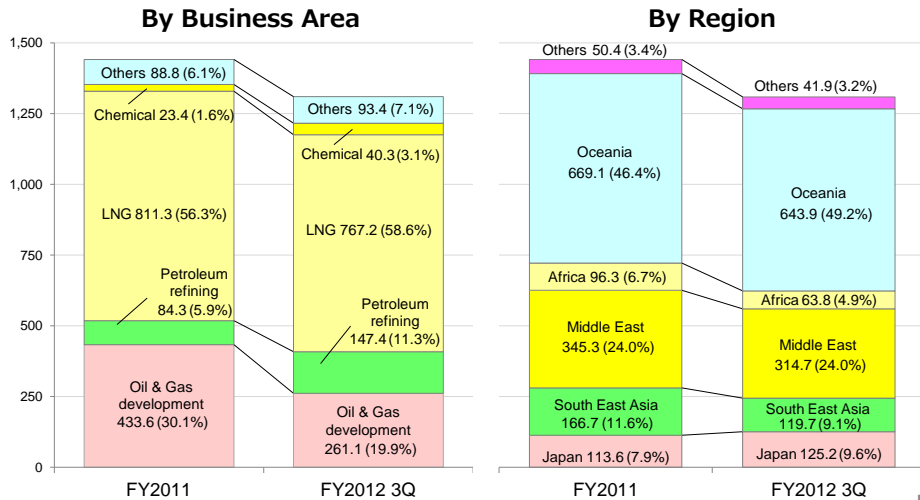 By Business Area
1,500
1,250
1,000
750
500
250
0
Others 88.8 (6.1%)
Chemical 23.4 (1.6%)
LNG 811.3 (56.3%)
Petroleum
refining
84.3 (5.9%)
Oil & Gas
development
433.6 (30.1%)
Others 93.4 (7.1%)
Chemical 40.3 (3.1%)
LNG 767.2 (58.6%)
Petroleum
refining
147.4 (11.3%)
Oil & Gas
development
261.1 (19.9%)
FY2011
FY2012 3Q
By Region
Others 50.4 (3.4%)
Oceania
669.1 (46.4%)
Africa 96.3 (6.7%)
Middle East
345.3 (24.0%)
South East Asia
166.7 (11.6%)
Japan 113.6 (7.9%)
Others 41.9 (3.2%)
Oceania
643.9 (49.2%)
Africa 63.8 (4.9%)
Middle East
314.7 (24.0%)
South East Asia
119.7 (9.1%)
Japan 125.2 (9.6%)
FY2011
FY2012 3Q